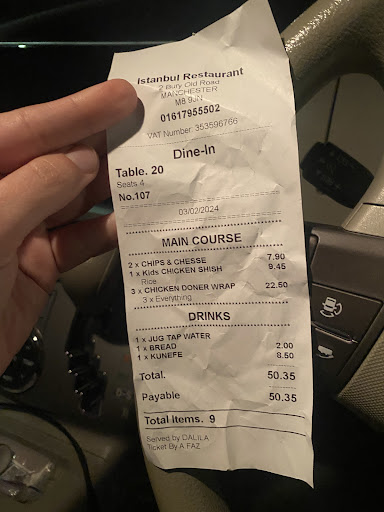 Istanbul Restaurant
2 Bury Old Road
MANCHESTER
M8 9JN
01617955502
VAT Number: 353596766
Dine-In
Table. 20
Seats 4
No.107
03/02/2024
MAIN COURSE
2 x CHIPS & CHESSE 7.90
1 x Kids CHICKEN SHISH 9.45
Rice
3 x CHICKEN DONER WRAP 22.50
3 x Everything
DRINKS
1 x JUG TAP WATER
1 x BREAD 2.00
1 x KUNEFE 8.50
Total. 50.35
Payable 50.35
Total Items. 9
Served by DALILA
Ticket By A FAZ